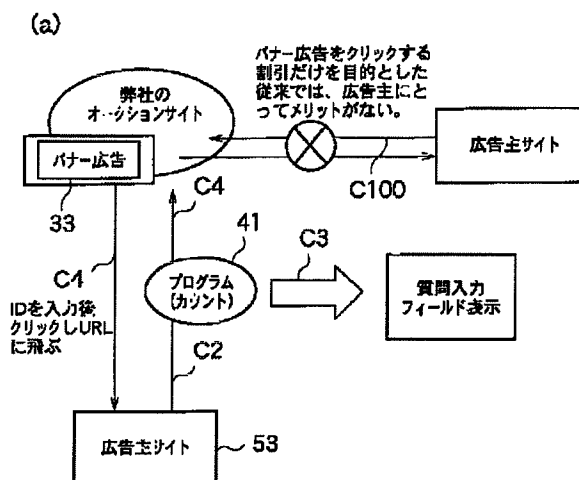 (a)
バナー広告をクリックする
割引だけを目的とした
従来では、広告主にと
ってメリットがない。
弊社の
オークションサイト
バナー広告
33
広告主サイト
C100
C4
41
C3
C1
プログラム
(カウント)
質問入力
フィールド表示
IDを入力後
クリックしURL
に飛ぶ
C2
広告主サイト
53